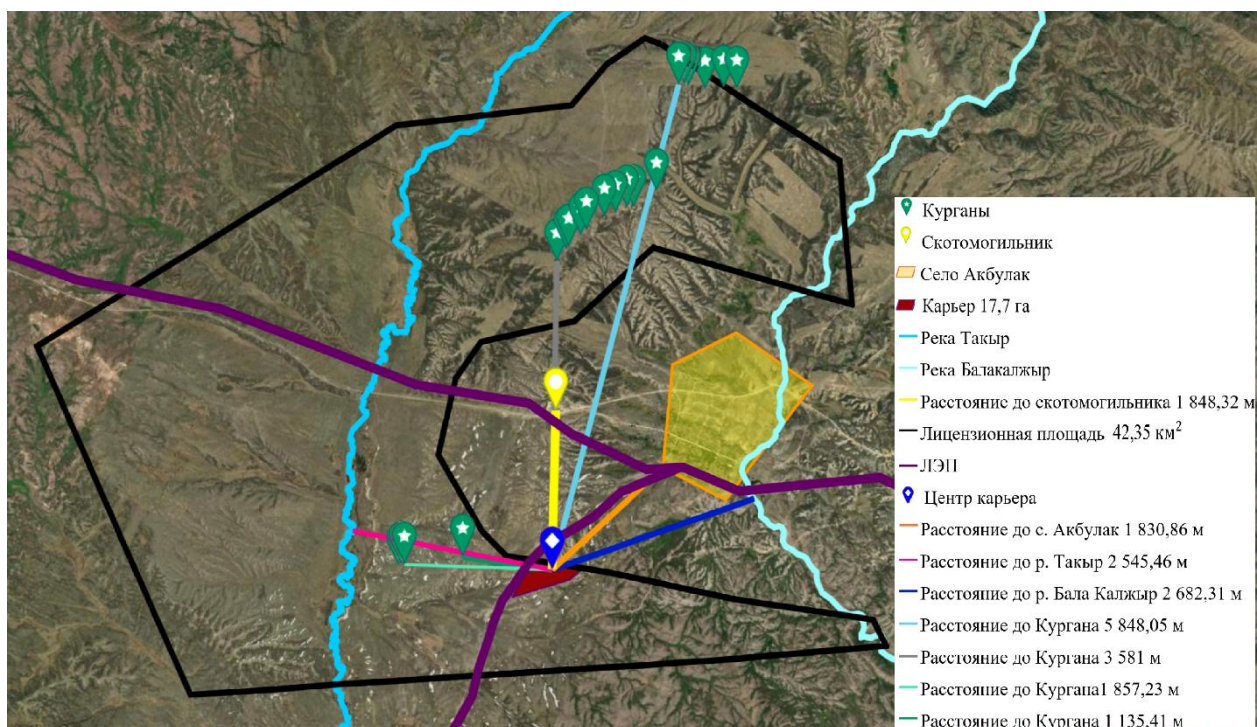 Курганы
Скотомогильник
Село Акбулак
Карьер 17,7 га
Река Такыр
Река Балакалжыр
Расстояние до скотомогильника 1 848,32 м
Лицензионная площадь 42,35 км²
ЛЭП
Центр карьера
Расстояние до с. Акбулак 1 830,86 м
Расстояние до р. Такыр 2 545,46 м
Расстояние до р. Бала Калжыр 2 682,31 м
Расстояние до Кургана 5 848,05 м
Расстояние до Кургана 3 581 м
Расстояние до Кургана1 857,23 м
Расстояние до Кургана 1 135,41 м